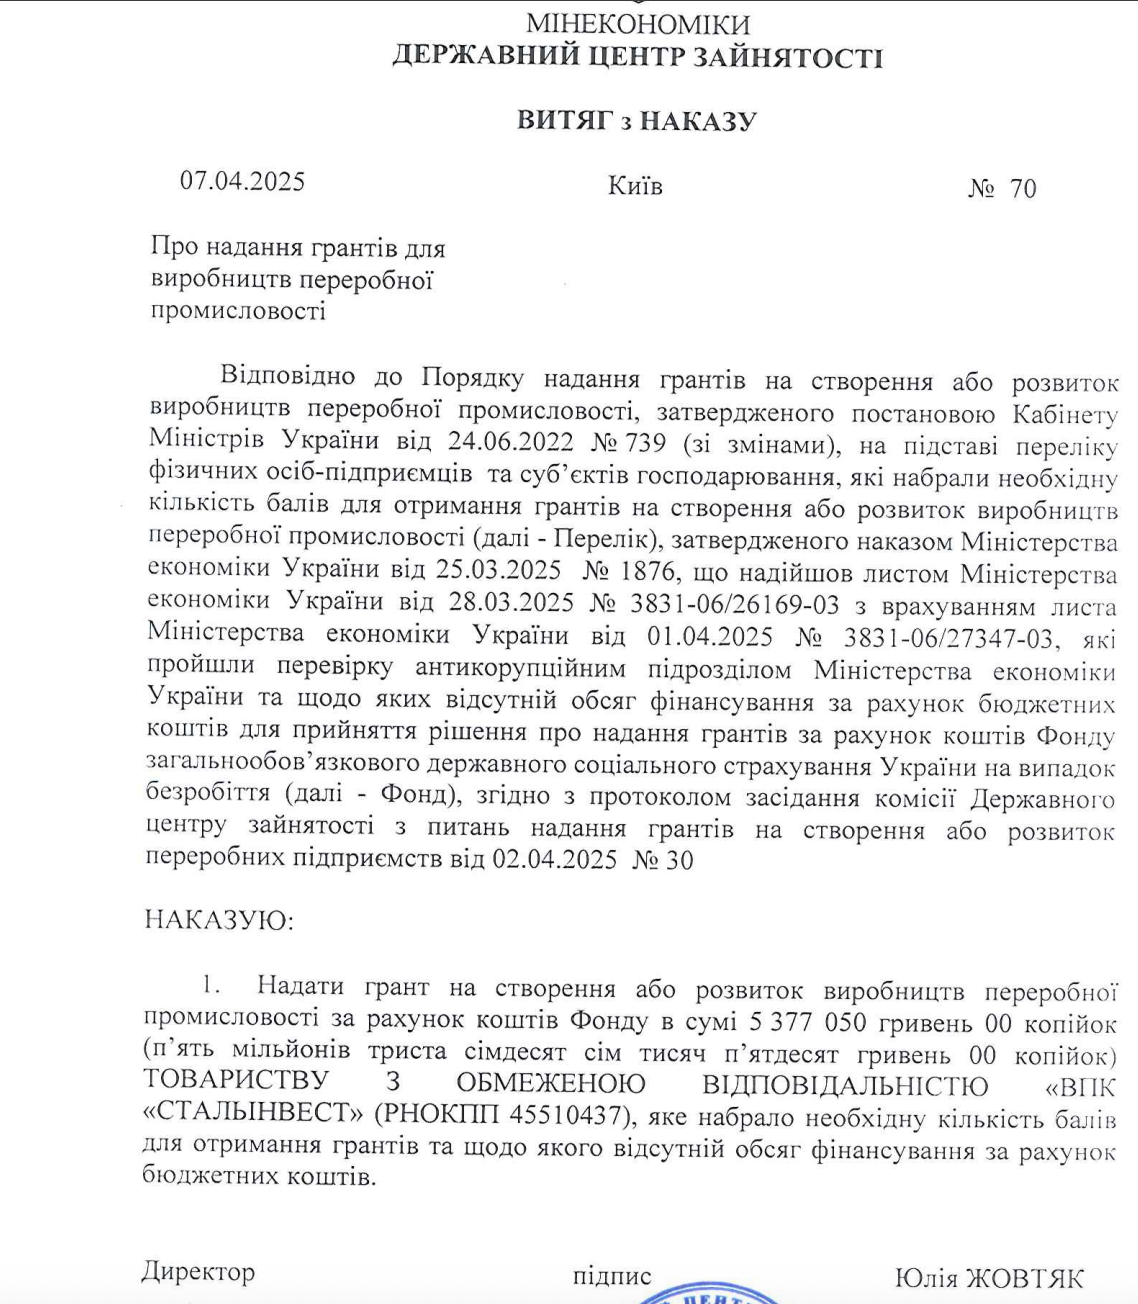 МІНЕКОНОМІКИ
ДЕРЖАВНИЙ ЦЕНТР ЗАЙНЯТОСТІ
ВИТЯГ з НАКАЗУ
07.04.2025 Київ № 70
Про надання грантів для
виробництв переробної
промисловості
Відповідно до Порядку надання грантів на створення або розвиток
виробництв переробної промисловості, затвердженого постановою Кабінету
Міністрів України від 24.06.2022 № 739 (зі змінами), на підставі переліку
фізичних осіб-підприємців та суб’єктів господарювання, які набрали необхідну
кількість балів для отримання грантів на створення або розвиток виробництв
переробної промисловості (далі - Перелік), затвердженого наказом Міністерства
економіки України від 25.03.2025 № 1876, що надійшов листом Міністерства
економіки України від 28.03.2025 № 3831-06/26169-03 з врахуванням листа
Міністерства економіки України від 01.04.2025 № 3831-06/27347-03, які
пройшли перевірку антикорупційним підрозділом Міністерства економіки
України та щодо яких відсутній обсяг фінансування за рахунок бюджетних
коштів для прийняття рішення про надання грантів за рахунок коштів Фонду
загальнообов’язкового державного соціального страхування України на випадок
безробіття (далі - Фонд), згідно з протоколом засідання комісії Державного
центру зайнятості з питань надання грантів на створення або розвиток
переробних підприємств від 02.04.2025 № 30
НАКАЗУЮ:
1. Надати грант на створення або розвиток виробництв переробної
промисловості за рахунок коштів Фонду в сумі 5 377 050 гривень 00 копійок
(п’ять мільйонів триста сімдесят сім тисяч п’ятдесят гривень 00 копійок)
ТОВАРИСТВУ З ОБМЕЖЕНОЮ ВІДПОВІДАЛЬНІСТЮ «ВПК
«СТАЛЬІНВЕСТ» (РНОКПП 45510437), яке набрало необхідну кількість балів
для отримання грантів та щодо якого відсутній обсяг фінансування за рахунок
бюджетних коштів.
Директор підпис Юлія ЖОВТЯК
ЦЕНТР